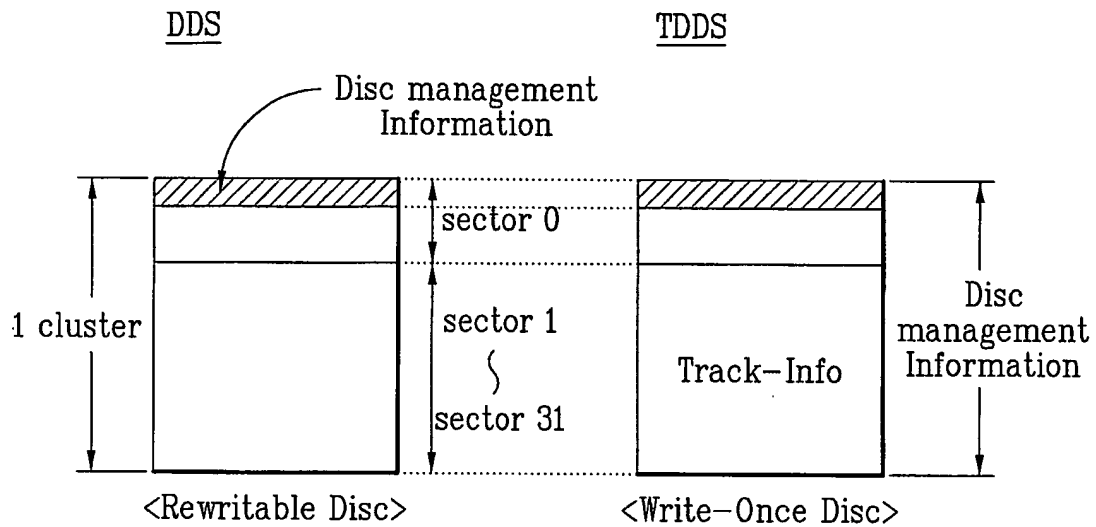 DDS
TDDS
Disc management
Information
sector 0
1 cluster
sector 1
sector 31
Track-Info
Disc
management
Information
<Rewritable Disc>
<Write-Once Disc>